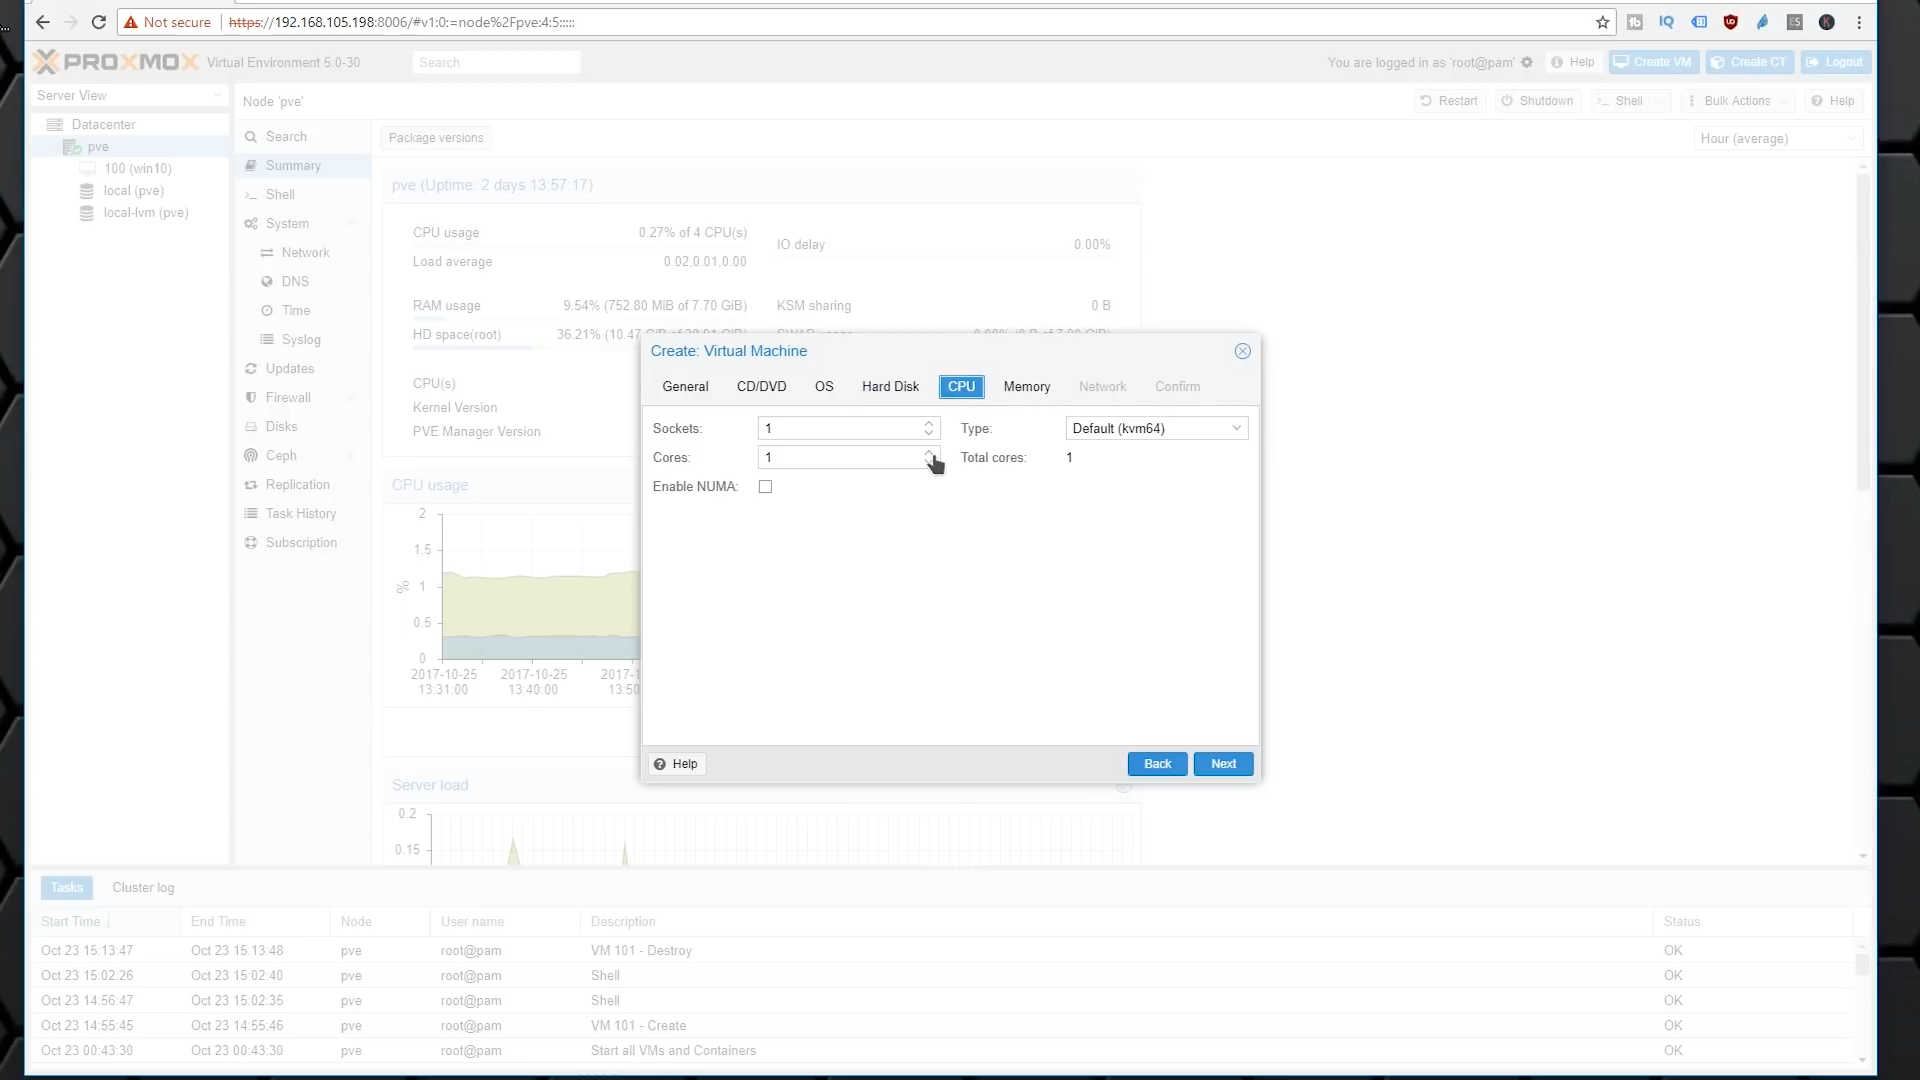 Not secure https://192.168.105.198:8006/#v1:0:=node%2Fpve:4:5:::::
PROXMOX Virtual Environment 5.0-30 Search You are logged in as 'root@pam' Help Create VM Create CT Logout
Server View Node 'pve' Restart Shutdown Shell Bulk Actions Help
Datacenter
pve
100 (win10)
local (pve)
local-lvm (pve)
Search
Summary
Shell
System
Network
DNS
Time
Syslog
Updates
Firewall
Disks
Ceph
Replication
Task History
Subscription
Package versions Hour (average)
pve (Uptime: 2 days 13:57:17)
CPU usage 0.27% of 4 CPU(s) IO delay 0.00%
Load average 0.02,0.01,0.00
RAM usage 9.54% (752.80 MiB of 7.70 GiB) KSM sharing 0 B
HD space(root) 36.21% (10.47
CPU(s)
Kernel Version
PVE Manager Version
CPU usage
2
1.5
% 1
0.5
0
2017-10-25 13:31:00
2017-10-25 13:40:00
Create: Virtual Machine
General CD/DVD OS Hard Disk CPU Memory Network Confirm
Sockets: 1 Type: Default (kvm64)
Cores: 1 Total cores: 1
Enable NUMA:
Help Back Next
Server load
0.2
0.15
Tasks Cluster log
Start Time End Time Node User name Description Status
Oct 23 15:13:47 Oct 23 15:13:48 pve root@pam VM 101 - Destroy OK
Oct 23 15:02:26 Oct 23 15:02:40 pve root@pam Shell OK
Oct 23 14:56:47 Oct 23 15:02:35 pve root@pam Shell OK
Oct 23 14:55:45 Oct 23 14:55:46 pve root@pam VM 101 - Create OK
Oct 23 00:43:30 Oct 23 00:43:30 pve root@pam Start all VMs and Containers OK